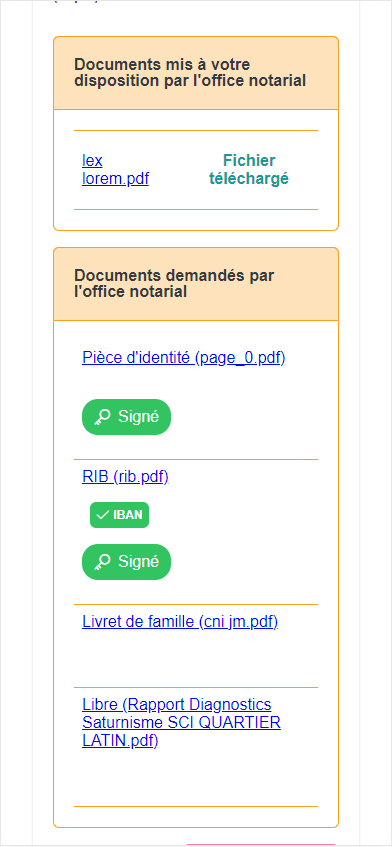 Documents mis à votre
disposition par l'office notarial
lex
lorem.pdf
Fichier
téléchargé
Documents demandés par
l'office notarial
Pièce d'identité (page_0.pdf)
Signé
RIB (rib.pdf)
IBAN
Signé
Livret de famille (cni jm.pdf)
Libre (Rapport Diagnostics
Saturnisme SCI QUARTIER
LATIN.pdf)